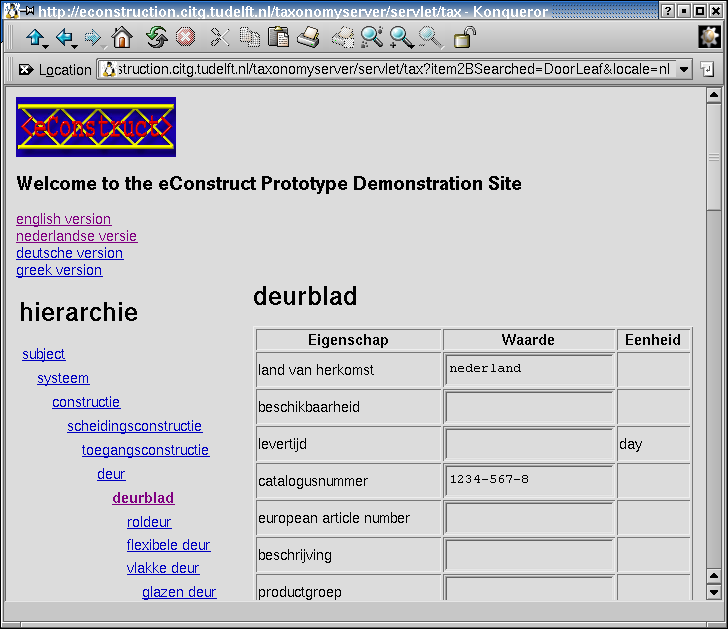 http://econstruction.citg.tudelft.nl/taxonomyserver/servlet/tax - Konqueror
Location struction.citg.tudelft.nl/taxonomyserver/servlet/tax?item2BSearched=DoorLeaf&locale=nl
<eConstruct>
Welcome to the eConstruct Prototype Demonstration Site
english version
nederlandse versie
deutsche version
greek version
hierarchie
subject
systeem
constructie
scheidingsconstructie
toegangsconstructie
deur
deurblad
roldeur
flexibele deur
vlakke deur
glazen deur
deurblad
Eigenschap Waarde Eenheid
land van herkomst nederland
beschikbaarheid
levertijd day
catalogusnummer 1234-567-8
european article number
beschrijving
productgroep